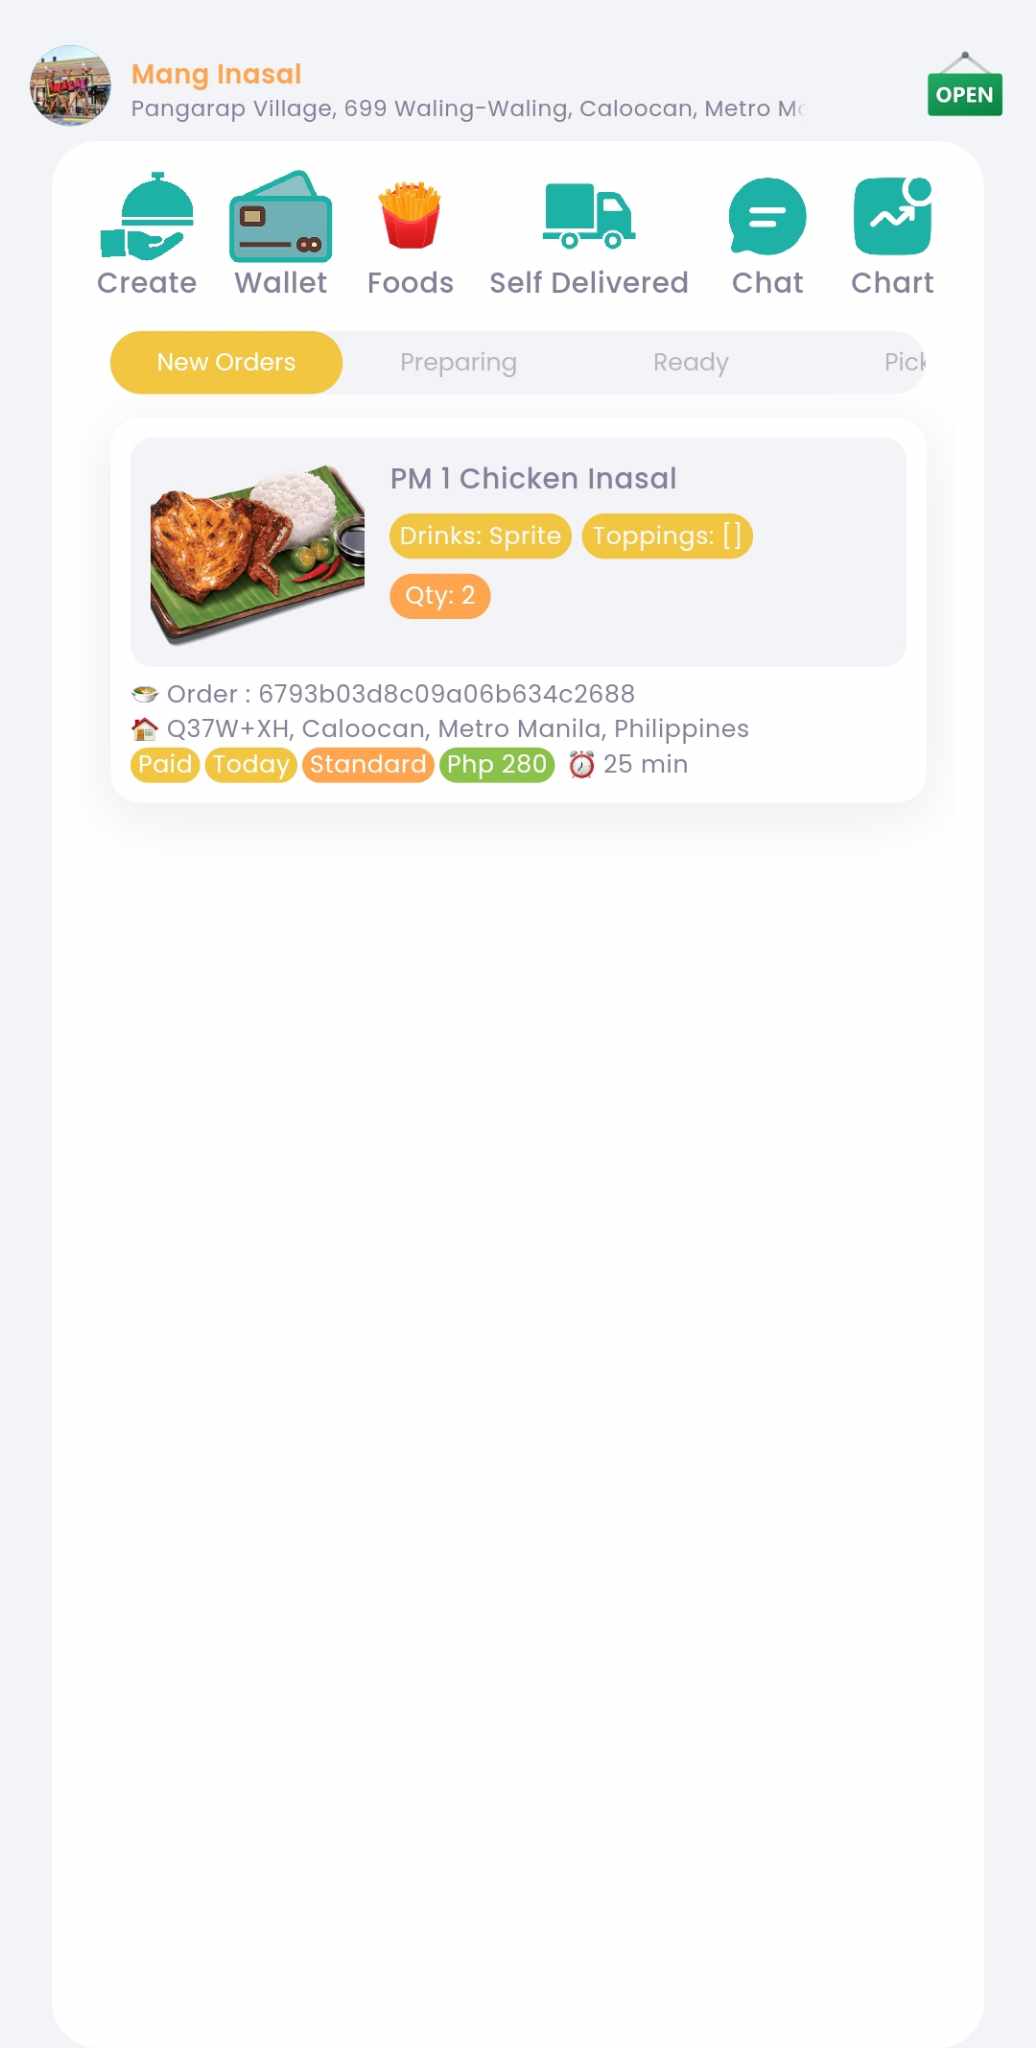 Mang Inasal
Pangarap Village, 699 Waling-Waling, Caloocan, Metro
OPEN
Create Wallet Foods Self Delivered Chat Chart
New Orders Preparing Ready Pick
PM 1 Chicken Inasal
Drinks: Sprite Toppings: []
Qty: 2
Order : 6793b03d8c09a06b634c2688
Q37W+XH, Caloocan, Metro Manila, Philippines
Paid Today Standard Php 280 25 min